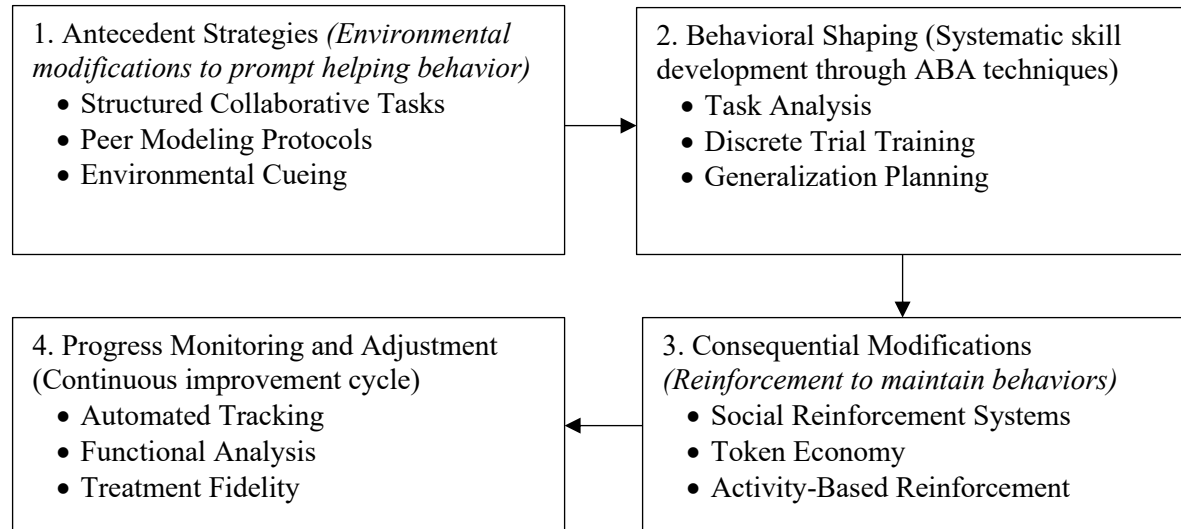 1. Antecedent Strategies (Environmental
modifications to prompt helping behavior)
• Structured Collaborative Tasks
• Peer Modeling Protocols
• Environmental Cueing
2. Behavioral Shaping (Systematic skill
development through ABA techniques)
• Task Analysis
• Discrete Trial Training
• Generalization Planning
3. Consequential Modifications
(Reinforcement to maintain behaviors)
• Social Reinforcement Systems
• Token Economy
• Activity-Based Reinforcement
4. Progress Monitoring and Adjustment
(Continuous improvement cycle)
• Automated Tracking
• Functional Analysis
• Treatment Fidelity